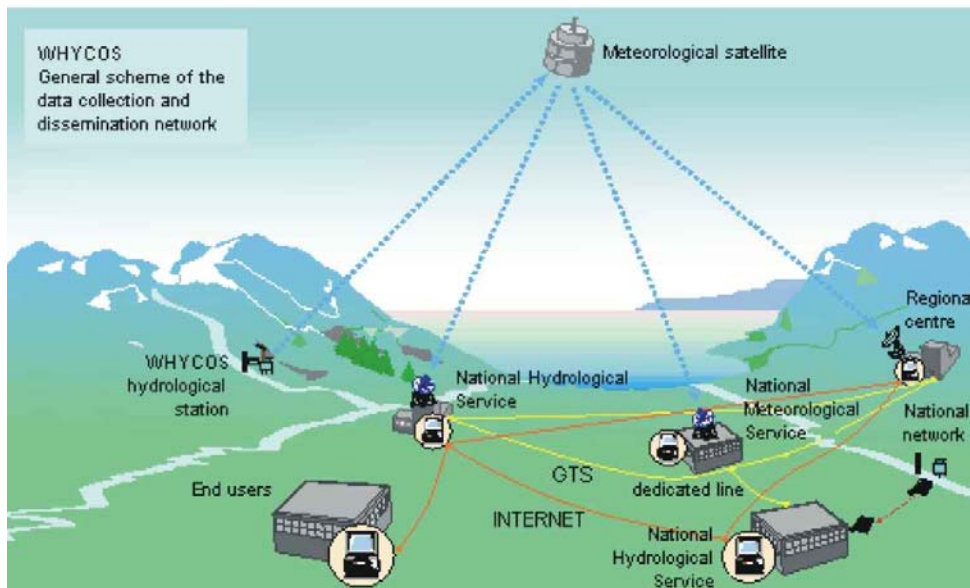 WHYCOS
General scheme of the
data collection and
dissemination network
Meteorological satellite
Regional
centre
WHYCOS
hydrological
station
National Hydrological
Service
National
Meteorological
Service
National
network
GTS
dedicated line
End users
INTERNET
National
Hydrological
Service